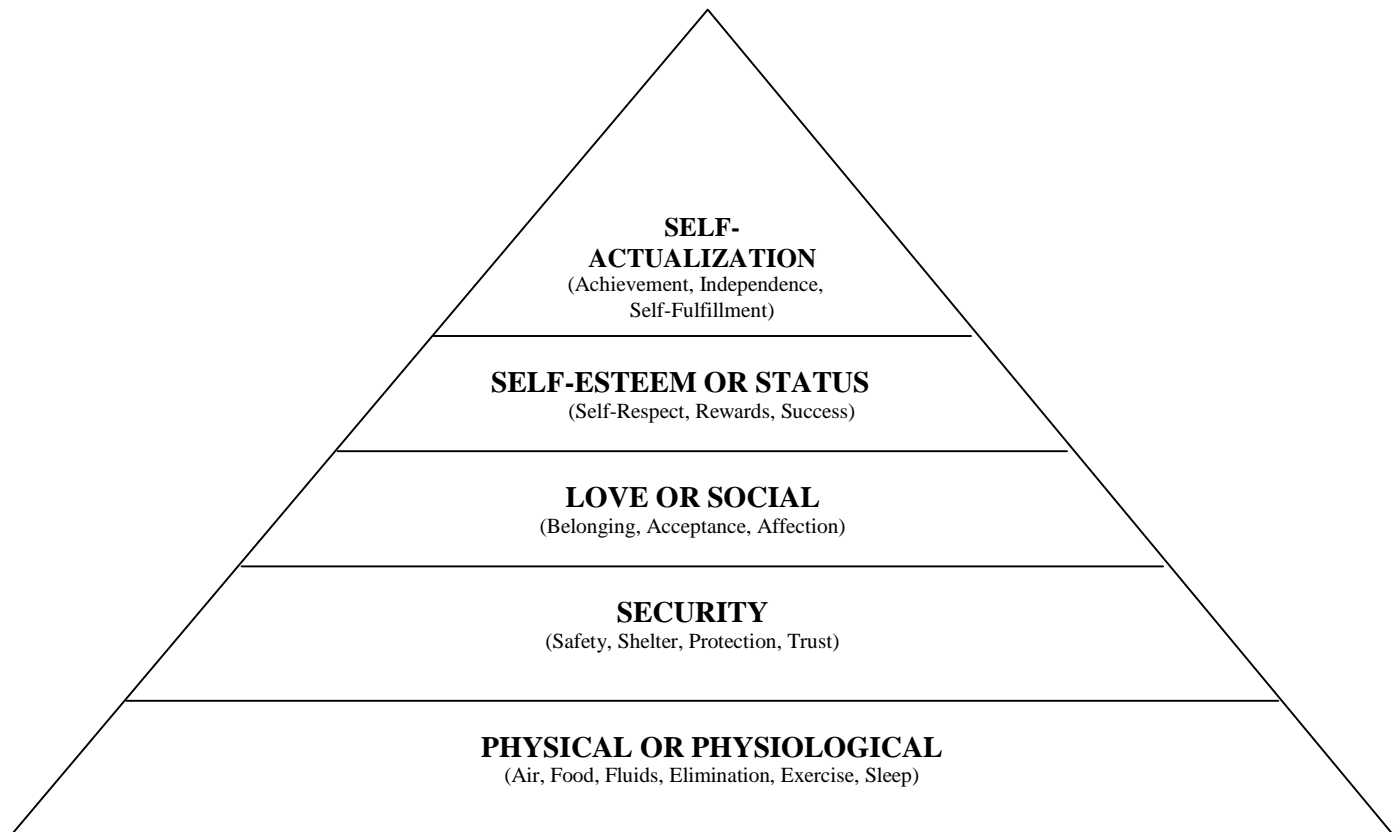 SELF-
ACTUALIZATION
(Achievement, Independence,
Self-Fulfillment)
SELF-ESTEEM OR STATUS
(Self-Respect, Rewards, Success)
LOVE OR SOCIAL
(Belonging, Acceptance, Affection)
SECURITY
(Safety, Shelter, Protection, Trust)
PHYSICAL OR PHYSIOLOGICAL
(Air, Food, Fluids, Elimination, Exercise, Sleep)